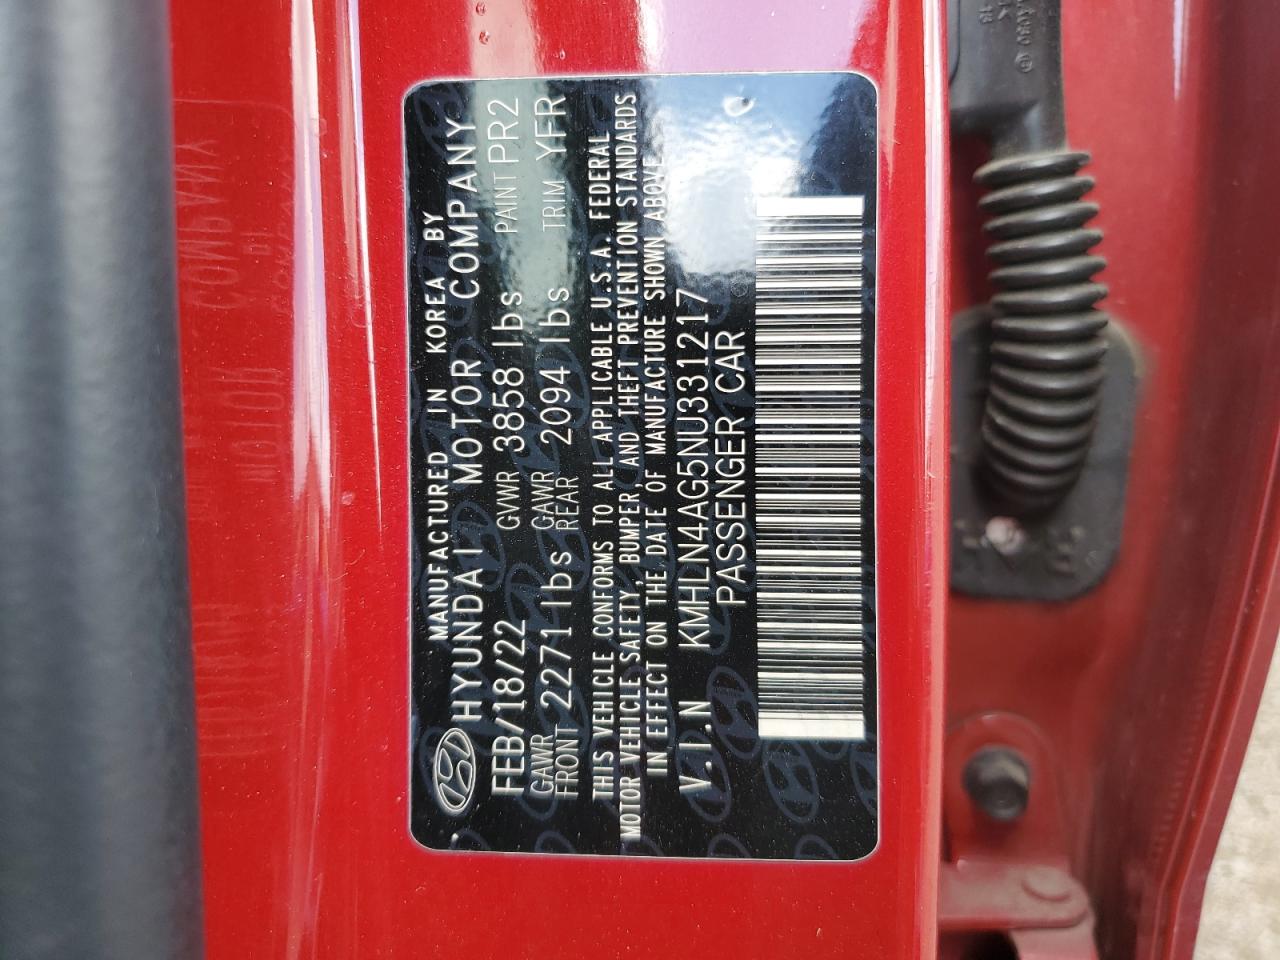 MANUFACTURED IN KOREA BY
HYUNDAI MOTOR COMPANY
FEB/18/22 GVWR 3858 lbs PAINT PR2
GAWR FRONT 2271 lbs GAWR REAR 2094 lbs TRIM YFR
THIS VEHICLE CONFORMS TO ALL APPLICABLE U.S.A. FEDERAL
MOTOR VEHICLE SAFETY, BUMPER AND THEFT PREVENTION STANDARDS
IN EFFECT ON THE DATE OF MANUFACTURE SHOWN ABOVE
V.I.N KMHLN4AG5NU331217
PASSENGER CAR